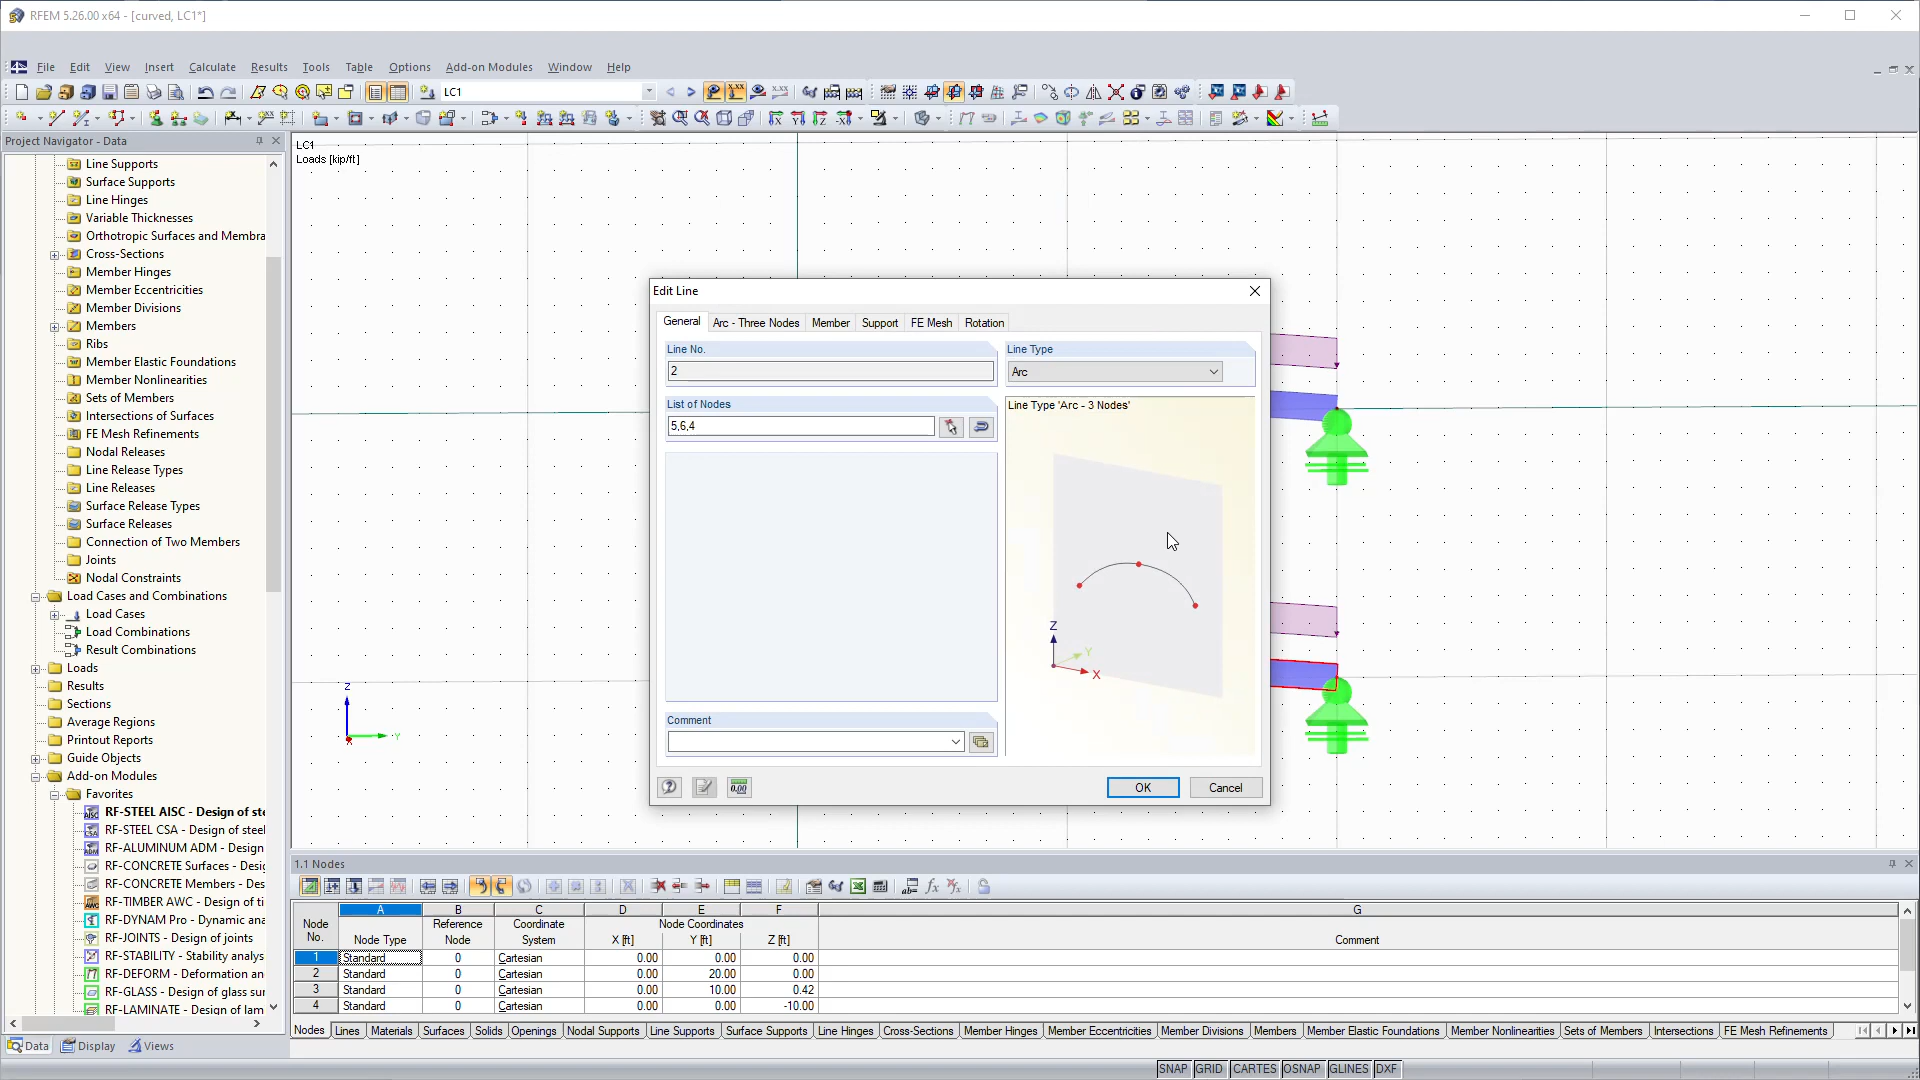 RFEM 5.26.00 x64 - [curved, LC1*]
File Edit View Insert Calculate Results Tools Table Options Add-on Modules Window Help
LC1
Project Navigator - Data
Line Supports
Surface Supports
Line Hinges
Variable Thicknesses
Orthotropic Surfaces and Membra
Cross-Sections
Member Hinges
Member Eccentricities
Member Divisions
Members
Ribs
Member Elastic Foundations
Member Nonlinearities
Sets of Members
Intersections of Surfaces
FE Mesh Refinements
Nodal Releases
Line Release Types
Line Releases
Surface Release Types
Surface Releases
Connection of Two Members
Joints
Nodal Constraints
Load Cases and Combinations
Load Cases
Load Combinations
Result Combinations
Loads
Results
Sections
Average Regions
Printout Reports
Guide Objects
Add-on Modules
Favorites
RF-STEEL AISC - Design of ste
RF-STEEL CSA - Design of steel
RF-ALUMINUM ADM - Design
RF-CONCRETE Surfaces - Desig
RF-CONCRETE Members - Des
RF-TIMBER AWC - Design of ti
RF-DYNAM Pro - Dynamic ana
RF-JOINTS - Design of joints
RF-STABILITY - Stability analys
RF-DEFORM - Deformation an
RF-GLASS - Design of glass sur
RF-LAMINATE - Design of lam
Data Display Views
LC1
Loads [kip/ft]
Z
Y
X
Edit Line
General Arc - Three Nodes Member Support FE Mesh Rotation
Line No.
2
Line Type
Arc
List of Nodes
5,6,4
Line Type 'Arc - 3 Nodes'
Z
Y
X
Comment
0.00
OK Cancel
1.1 Nodes
A B C D E F G
Node No.
Node Type
Reference Node
Coordinate System
Node Coordinates
X [ft] Y [ft] Z [ft]
Comment
1 Standard 0 Cartesian 0.00 0.00 0.00
2 Standard 0 Cartesian 0.00 20.00 0.00
3 Standard 0 Cartesian 0.00 10.00 0.42
4 Standard 0 Cartesian 0.00 0.00 -10.00
Nodes Lines Materials Surfaces Solids Openings Nodal Supports Line Supports Surface Supports Line Hinges Cross-Sections Member Hinges Member Eccentricities Member Divisions Members Member Elastic Foundations Member Nonlinearities Sets of Members Intersections FE Mesh Refinements
SNAP GRID CARTES OSNAP GLINES DXF